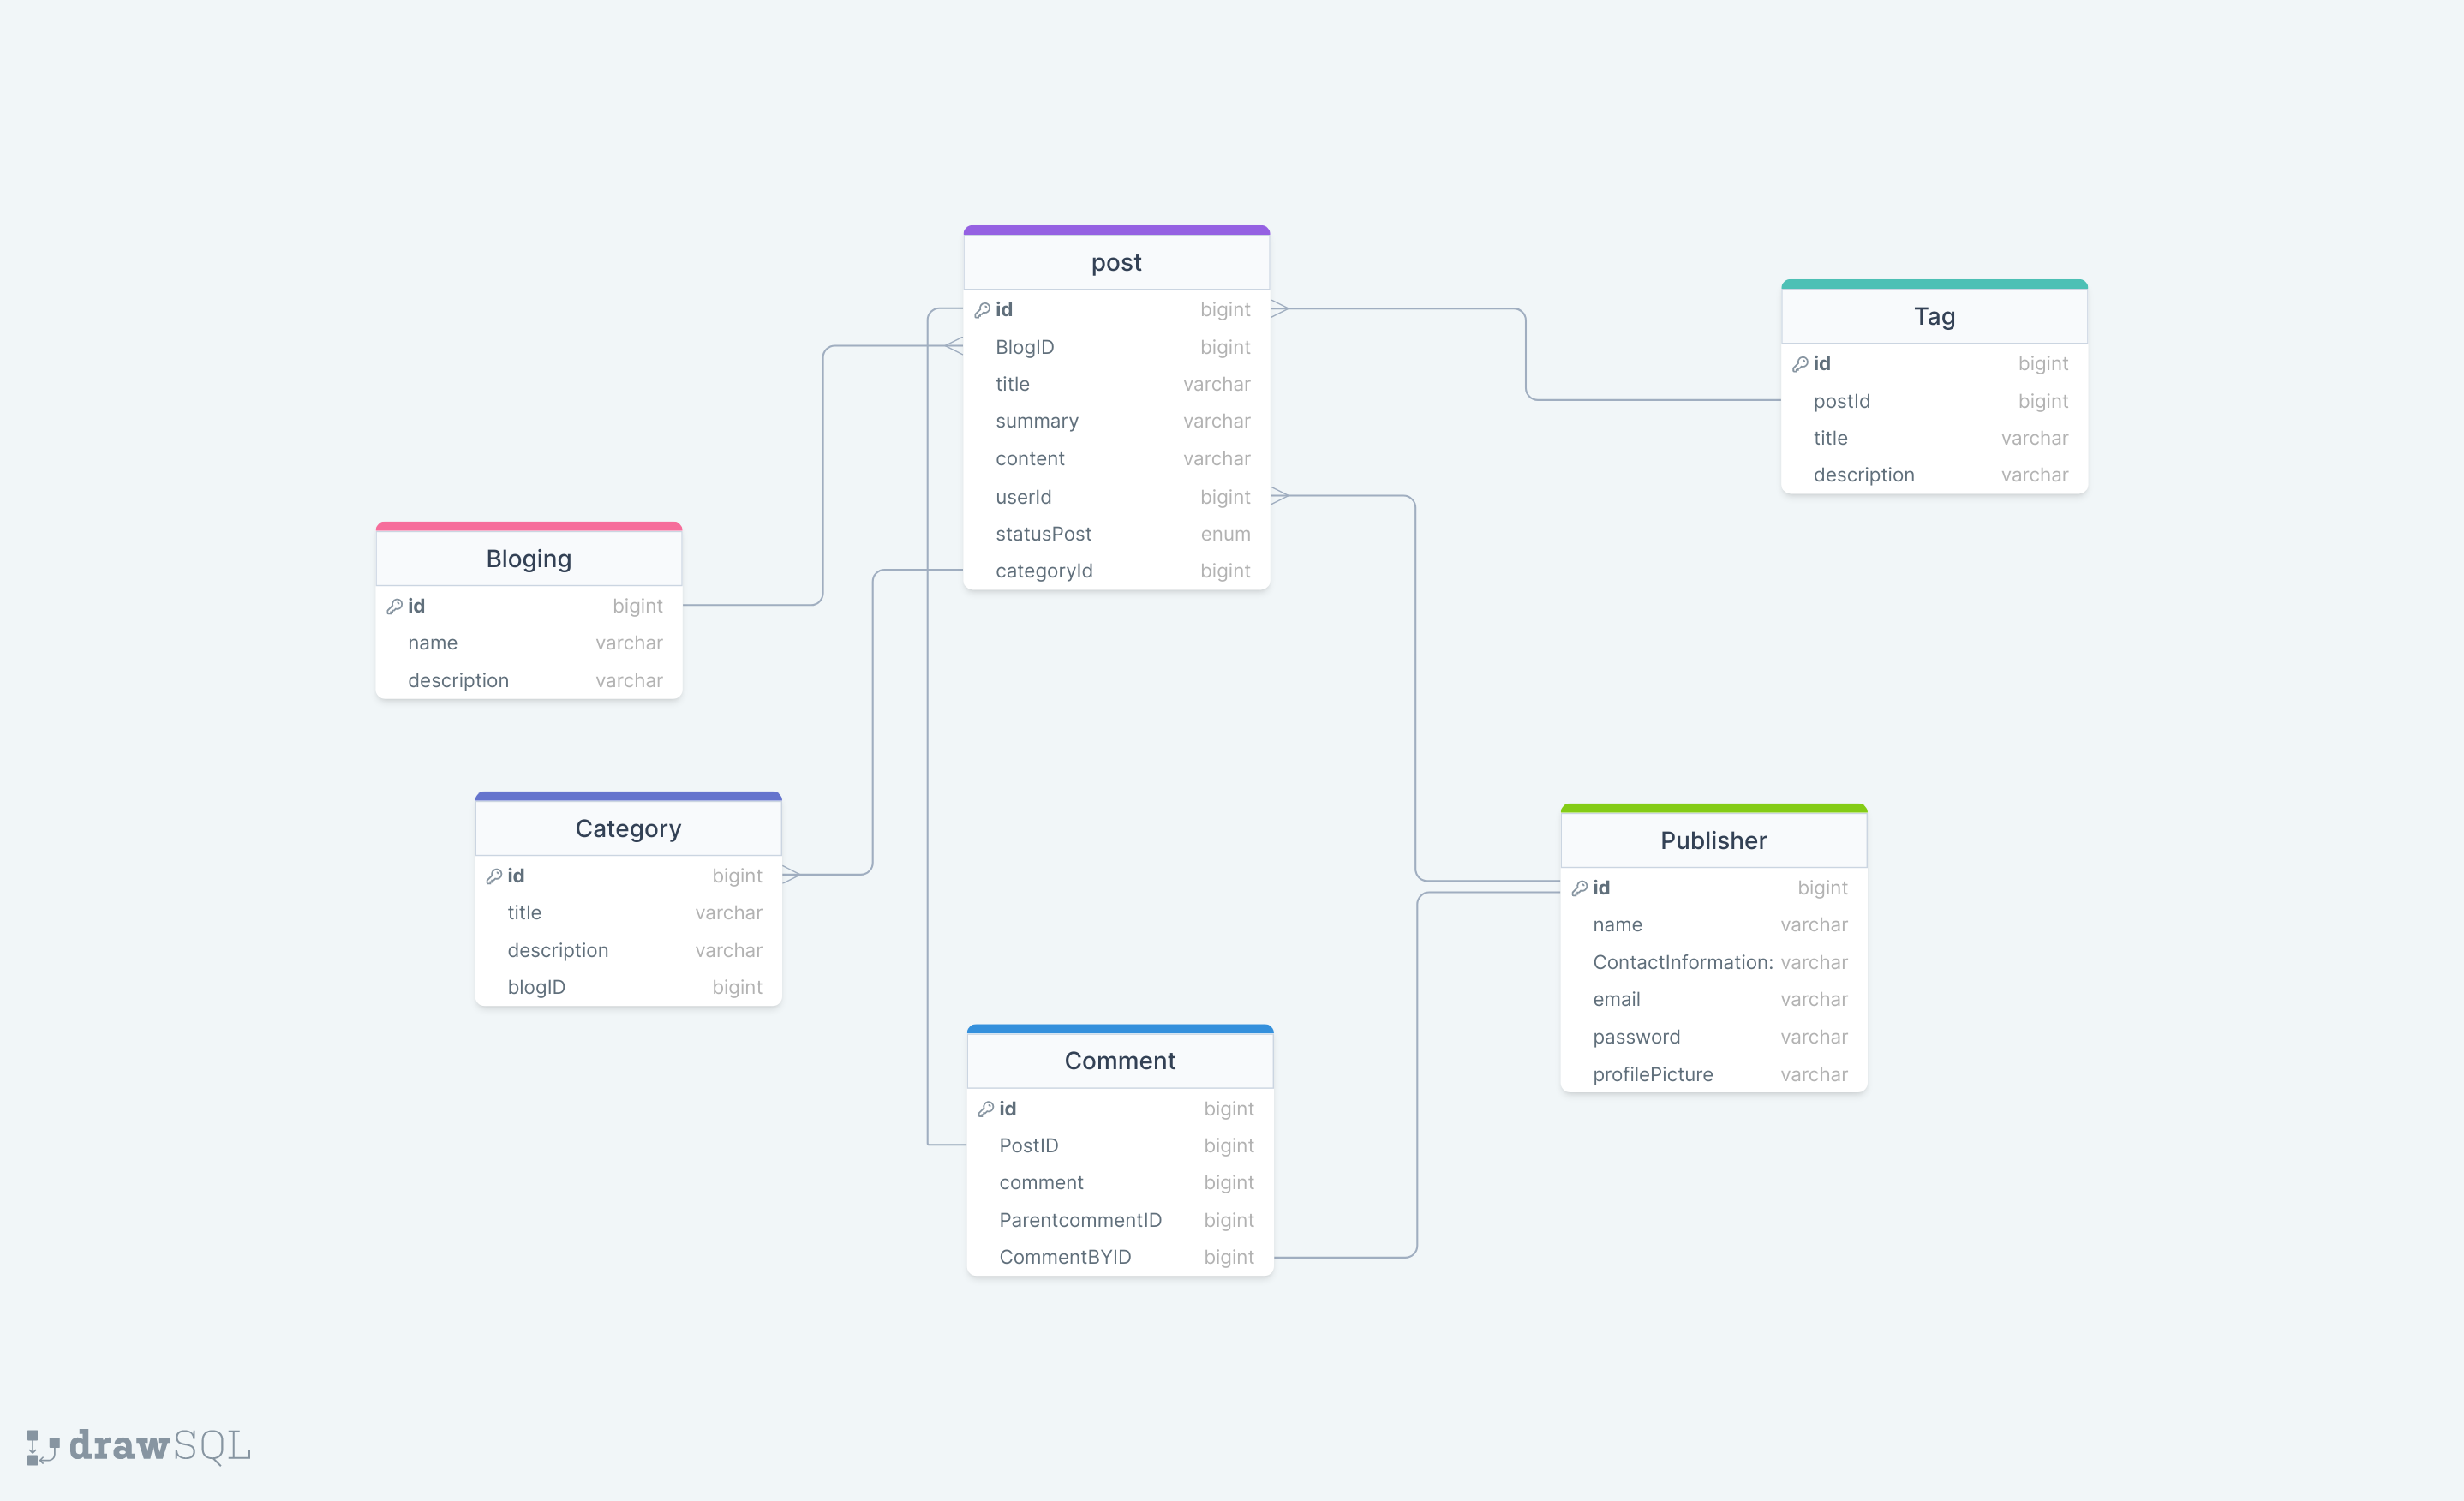 post
id bigint
BlogID bigint
title varchar
summary varchar
content varchar
userId bigint
statusPost enum
categoryId bigint
Tag
id bigint
postId bigint
title varchar
description varchar
Bloging
id bigint
name varchar
description varchar
Category
id bigint
title varchar
description varchar
blogID bigint
Publisher
id bigint
name varchar
ContactInformation: varchar
email varchar
password varchar
profilePicture varchar
Comment
id bigint
PostID bigint
comment bigint
ParentcommentID bigint
CommentBYID bigint
drawSQL